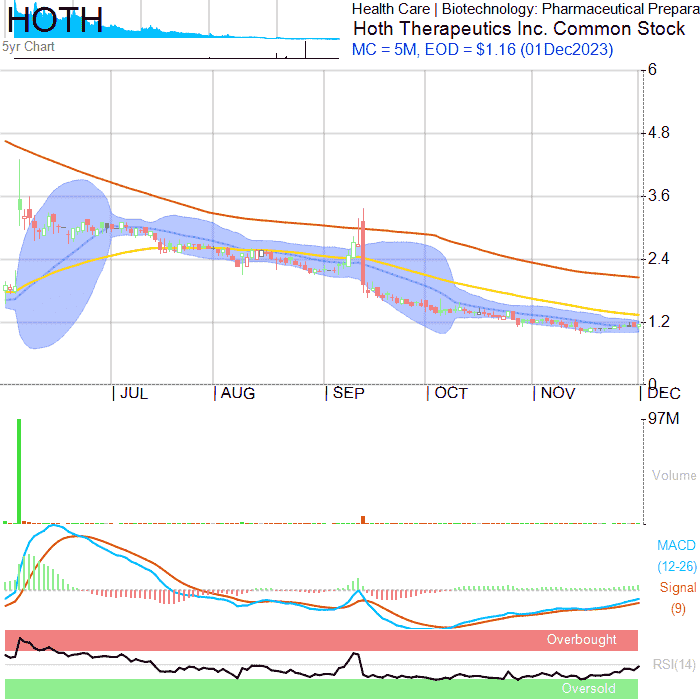 HOTH
5yr Chart
Health Care | Biotechnology: Pharmaceutical Prepara
Hoth Therapeutics Inc. Common Stock
MC = 5M, EOD = $1.16 (01Dec2023)
6
4.8
3.6
2.4
1.2
0
| JUL | AUG | SEP | OCT | NOV | DEC
97M
Volume
MACD
(12-26)
Signal
(9)
Overbought
RSI(14)
Oversold